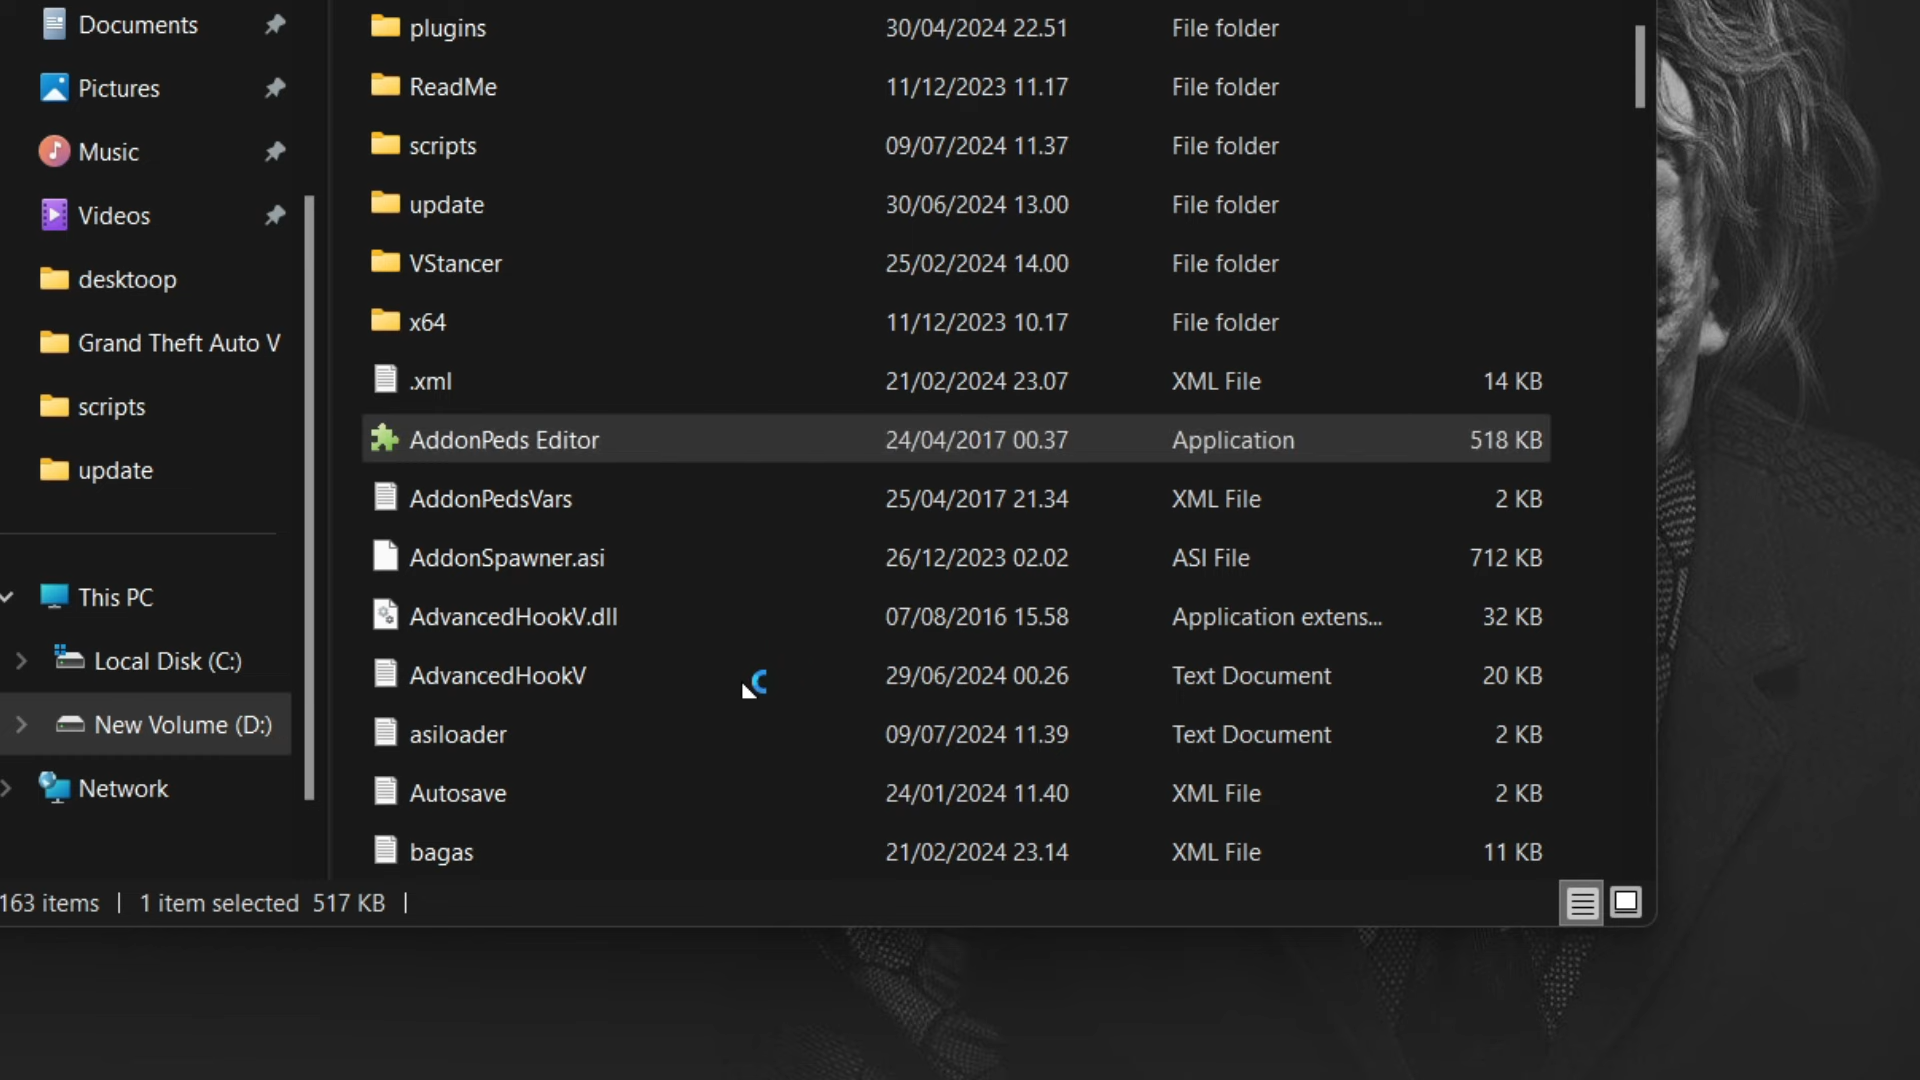 Documents
Pictures
Music
Videos
desktoop
Grand Theft Auto V
scripts
update
This PC
Local Disk (C:)
New Volume (D:)
Network
plugins 30/04/2024 22.51 File folder
ReadMe 11/12/2023 11.17 File folder
scripts 09/07/2024 11.37 File folder
update 30/06/2024 13.00 File folder
VStancer 25/02/2024 14.00 File folder
x64 11/12/2023 10.17 File folder
.xml 21/02/2024 23.07 XML File 14 KB
AddonPeds Editor 24/04/2017 00.37 Application 518 KB
AddonPedsVars 25/04/2017 21.34 XML File 2 KB
AddonSpawner.asi 26/12/2023 02.02 ASI File 712 KB
AdvancedHookV.dll 07/08/2016 15.58 Application extens... 32 KB
AdvancedHookV 29/06/2024 00.26 Text Document 20 KB
asiloader 09/07/2024 11.39 Text Document 2 KB
Autosave 24/01/2024 11.40 XML File 2 KB
bagas 21/02/2024 23.14 XML File 11 KB
163 items | 1 item selected 517 KB |